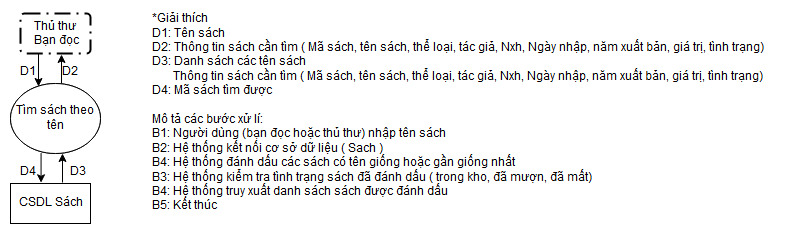 Thủ thư
Bạn đọc
D1
D2
Tìm sách theo
tên
D4
D3
CSDL Sách
*Giải thích
D1: Tên sách
D2: Thông tin sách cần tìm ( Mã sách, tên sách, thể loại, tác giả, Nxh, Ngày nhập, năm xuất bản, giá trị, tình trạng)
D3: Danh sách các tên sách
Thông tin sách cần tìm ( Mã sách, tên sách, thể loại, tác giả, Nxh, Ngày nhập, năm xuất bản, giá trị, tình trạng)
D4: Mã sách tìm được
Mô tả các bước xử lí:
B1: Người dùng (bạn đọc hoặc thủ thư) nhập tên sách
B2: Hệ thống kết nối cơ sở dữ liệu ( Sach )
B4: Hệ thống đánh dấu các sách có tên giống hoặc gần giống nhất
B3: Hệ thống kiểm tra tình trạng sách đã đánh dấu ( trong kho, đã mượn, đã mất)
B4: Hệ thống truy xuất danh sách sách được đánh dấu
B5: Kết thúc